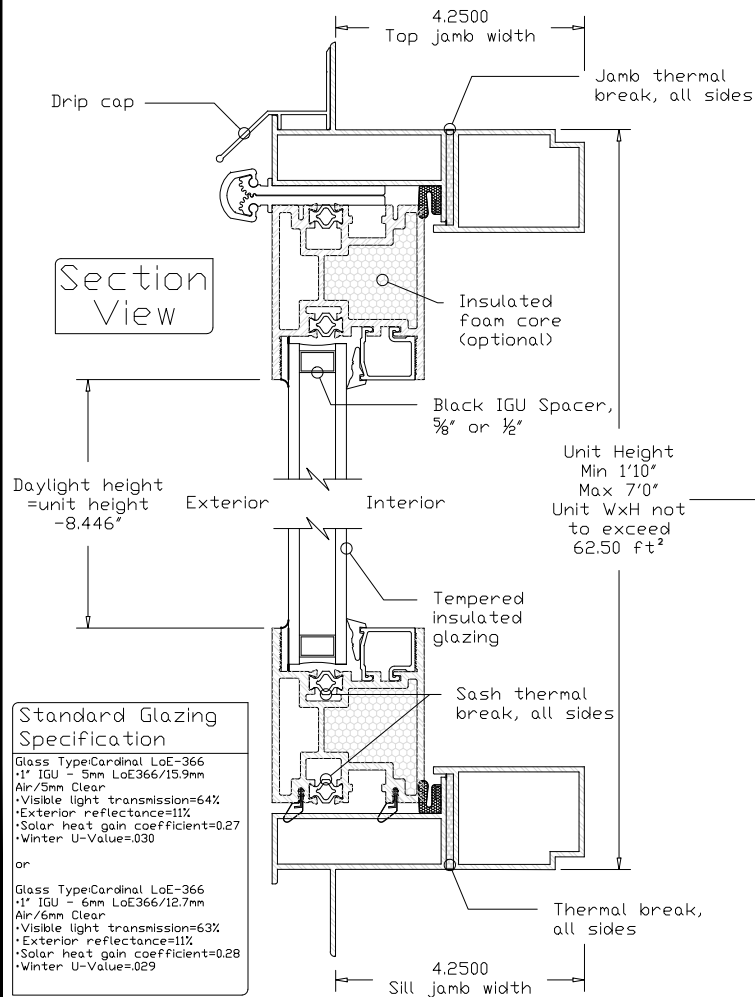 4.2500
Top jamb width
Jamb thermal
break, all sides
Drip cap
Section
View
Insulated
foam core
(optional)
Black IGU Spacer,
⅝" or ½"
Unit Height
Min 1'10"
Max 7'0"
Unit WxH not
to exceed
62.50 ft²
Daylight height
=unit height
-8.446"
Exterior
Interior
Tempered
insulated
glazing
Sash thermal
break, all sides
Standard Glazing
Specification
Glass Type:Cardinal LoE-366
•1" IGU - 5mm LoE366/15.9mm
Air/5mm Clear
•Visible light transmission=64%
•Exterior reflectance=11%
•Solar heat gain coefficient=0.27
•Winter U-Value=.030
or
Glass Type:Cardinal LoE-366
•1" IGU - 6mm LoE366/12.7mm
Air/6mm Clear
•Visible light transmission=63%
•Exterior reflectance=11%
•Solar heat gain coefficient=0.28
•Winter U-Value=.029
Thermal break,
all sides
4.2500
Sill jamb width